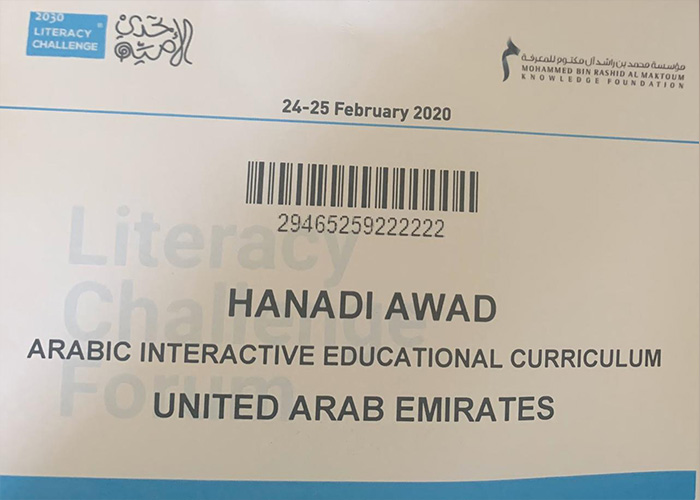 2030
LITERACY
CHALLENGE
تحدي
الأمية
مؤسسة محمد بن راشد آل مكتوم للمعرفة
MOHAMMED BIN RASHID AL MAKTOUM
KNOWLEDGE FOUNDATION
24-25 February 2020
29465259222222
Literacy
Challenge
Forum
HANADI AWAD
ARABIC INTERACTIVE EDUCATIONAL CURRICULUM
UNITED ARAB EMIRATES